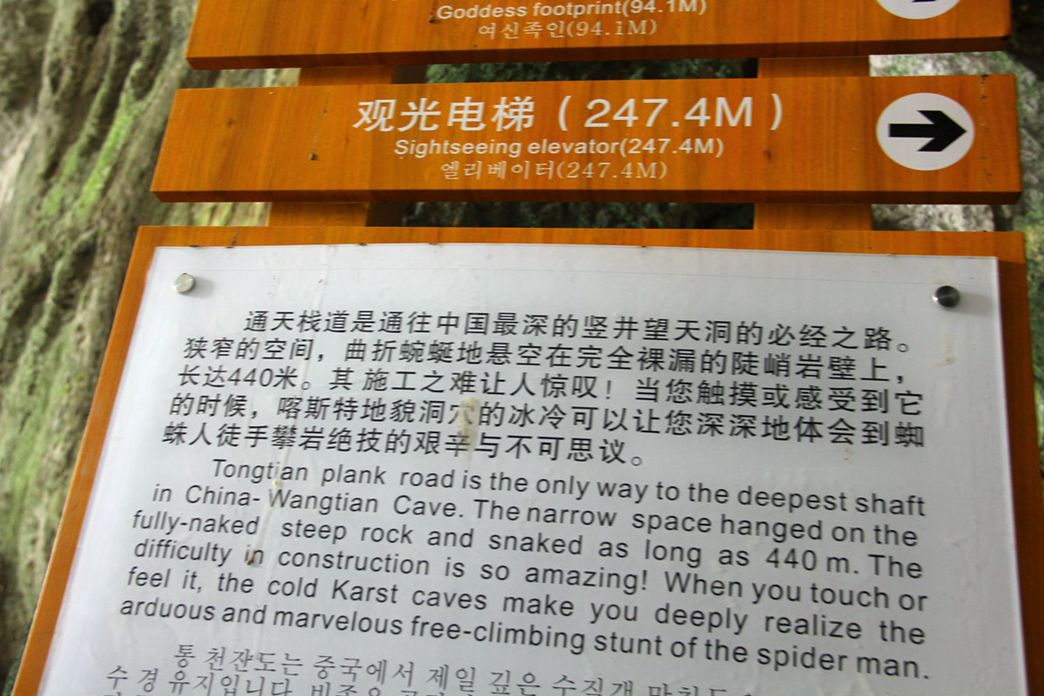 Goddess footprint(94.1M)
여신족인(94.1M)
观光电梯（247.4M）
Sightseeing elevator(247.4M)
엘리베이터(247.4M)
通天栈道是通往中国最深的竖井望天洞的必经之路。
狭窄的空间，曲折蜿蜒地悬空在完全裸漏的陡峭岩壁上，
长达440米。其施工之难让人惊叹！当您触摸或感受到它
的时候，喀斯特地貌洞穴的冰冷可以让您深深地体会到蜘
蛛人徒手攀岩绝技的艰辛与不可思议。
Tongtian plank road is the only way to the deepest shaft
in China- Wangtian Cave. The narrow space hanged on the
fully-naked steep rock and snaked as long as 440 m. The
difficulty in construction is so amazing! When you touch or
feel it, the cold Karst caves make you deeply realize the
arduous and marvelous free-climbing stunt of the spider man.
통천잔도는 중국에서 제일 깊은 수직갱
수 경 유지입니다.